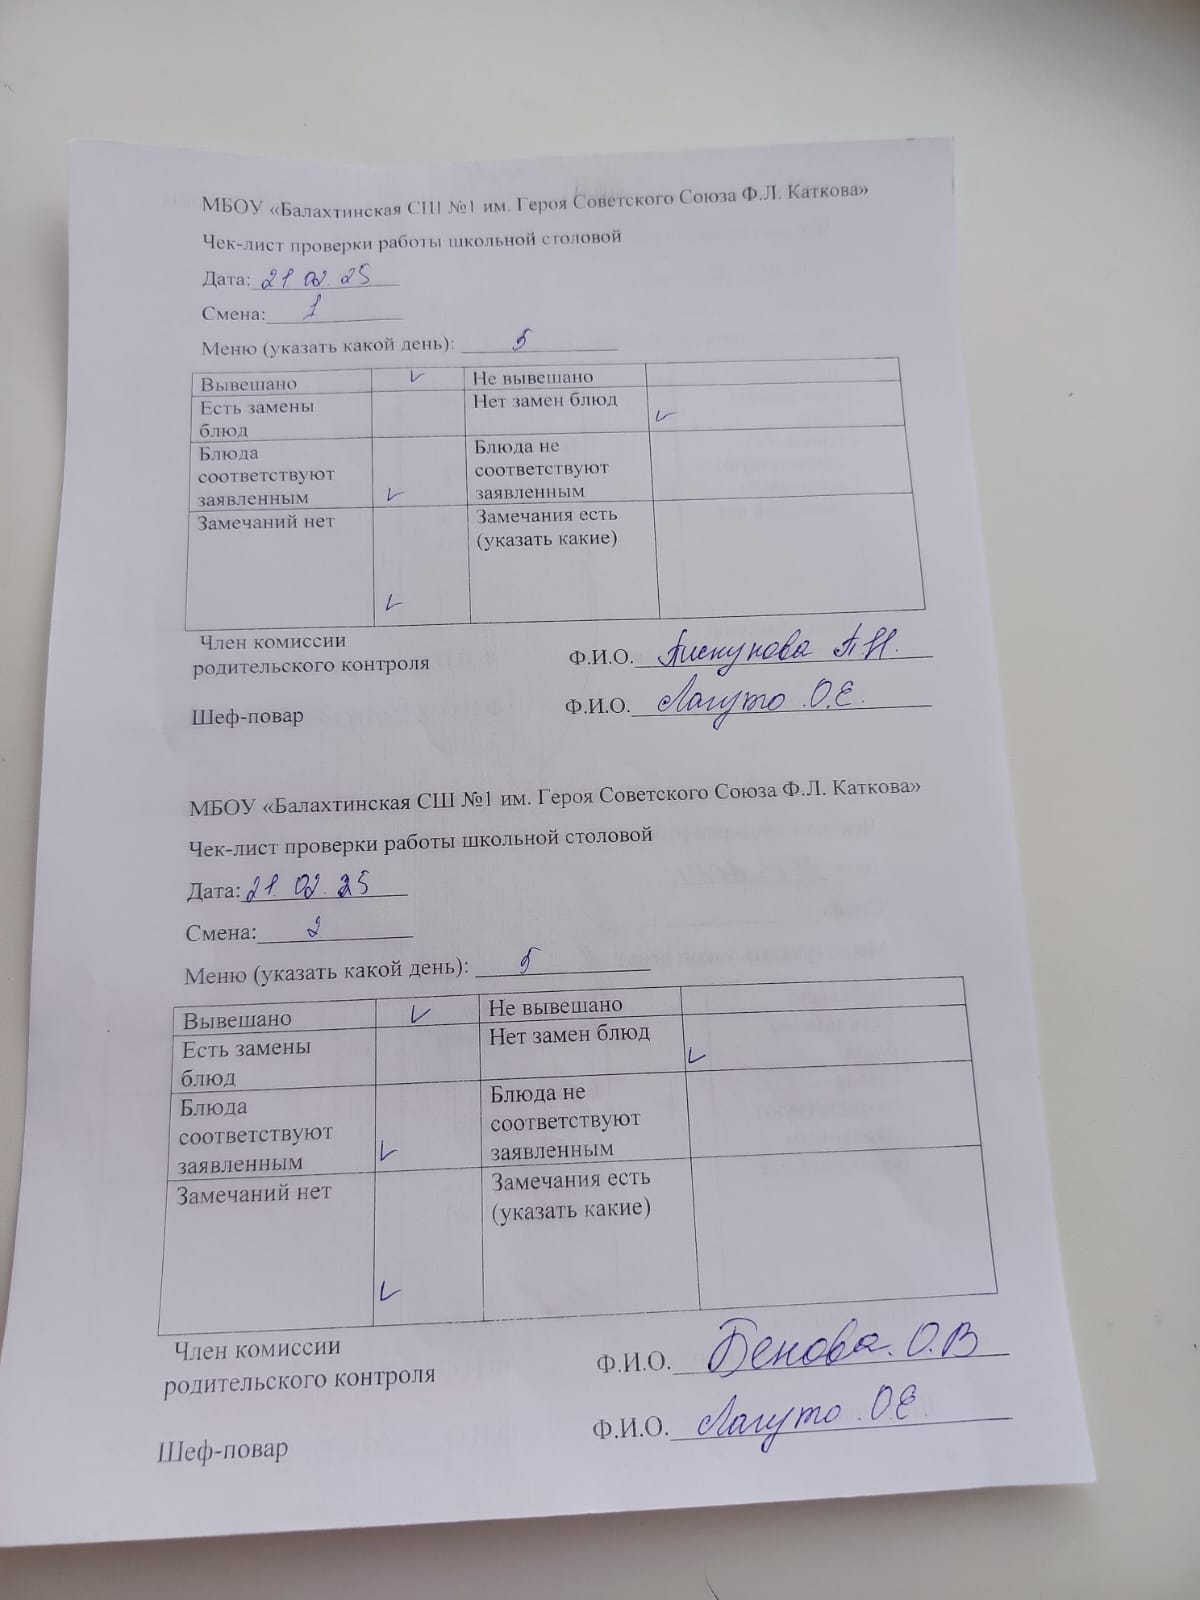 МБОУ «Балахтинская СШ №1 им. Героя Советского Союза Ф.Л. Каткова»
Чек-лист проверки работы школьной столовой
Дата: 21 02 25
Смена: 1
Меню (указать какой день): 5
Вывешано ✓ Не вывешано
Есть замены блюд Нет замен блюд ✓
Блюда соответствуют заявленным ✓ Блюда не соответствуют заявленным
Замечаний нет ✓ Замечания есть (указать какие)
Член комиссии
родительского контроля Ф.И.О. Пискунова А.Н.
Шеф-повар Ф.И.О. Лагуто О.Е.
МБОУ «Балахтинская СШ №1 им. Героя Советского Союза Ф.Л. Каткова»
Чек-лист проверки работы школьной столовой
Дата: 21. 02. 25
Смена: 2
Меню (указать какой день): 5
Вывешано ✓ Не вывешано
Есть замены блюд Нет замен блюд ✓
Блюда соответствуют заявленным ✓ Блюда не соответствуют заявленным
Замечаний нет ✓ Замечания есть (указать какие)
Член комиссии
родительского контроля Ф.И.О. Бенова. О.В
Шеф-повар Ф.И.О. Лагуто О.Е.